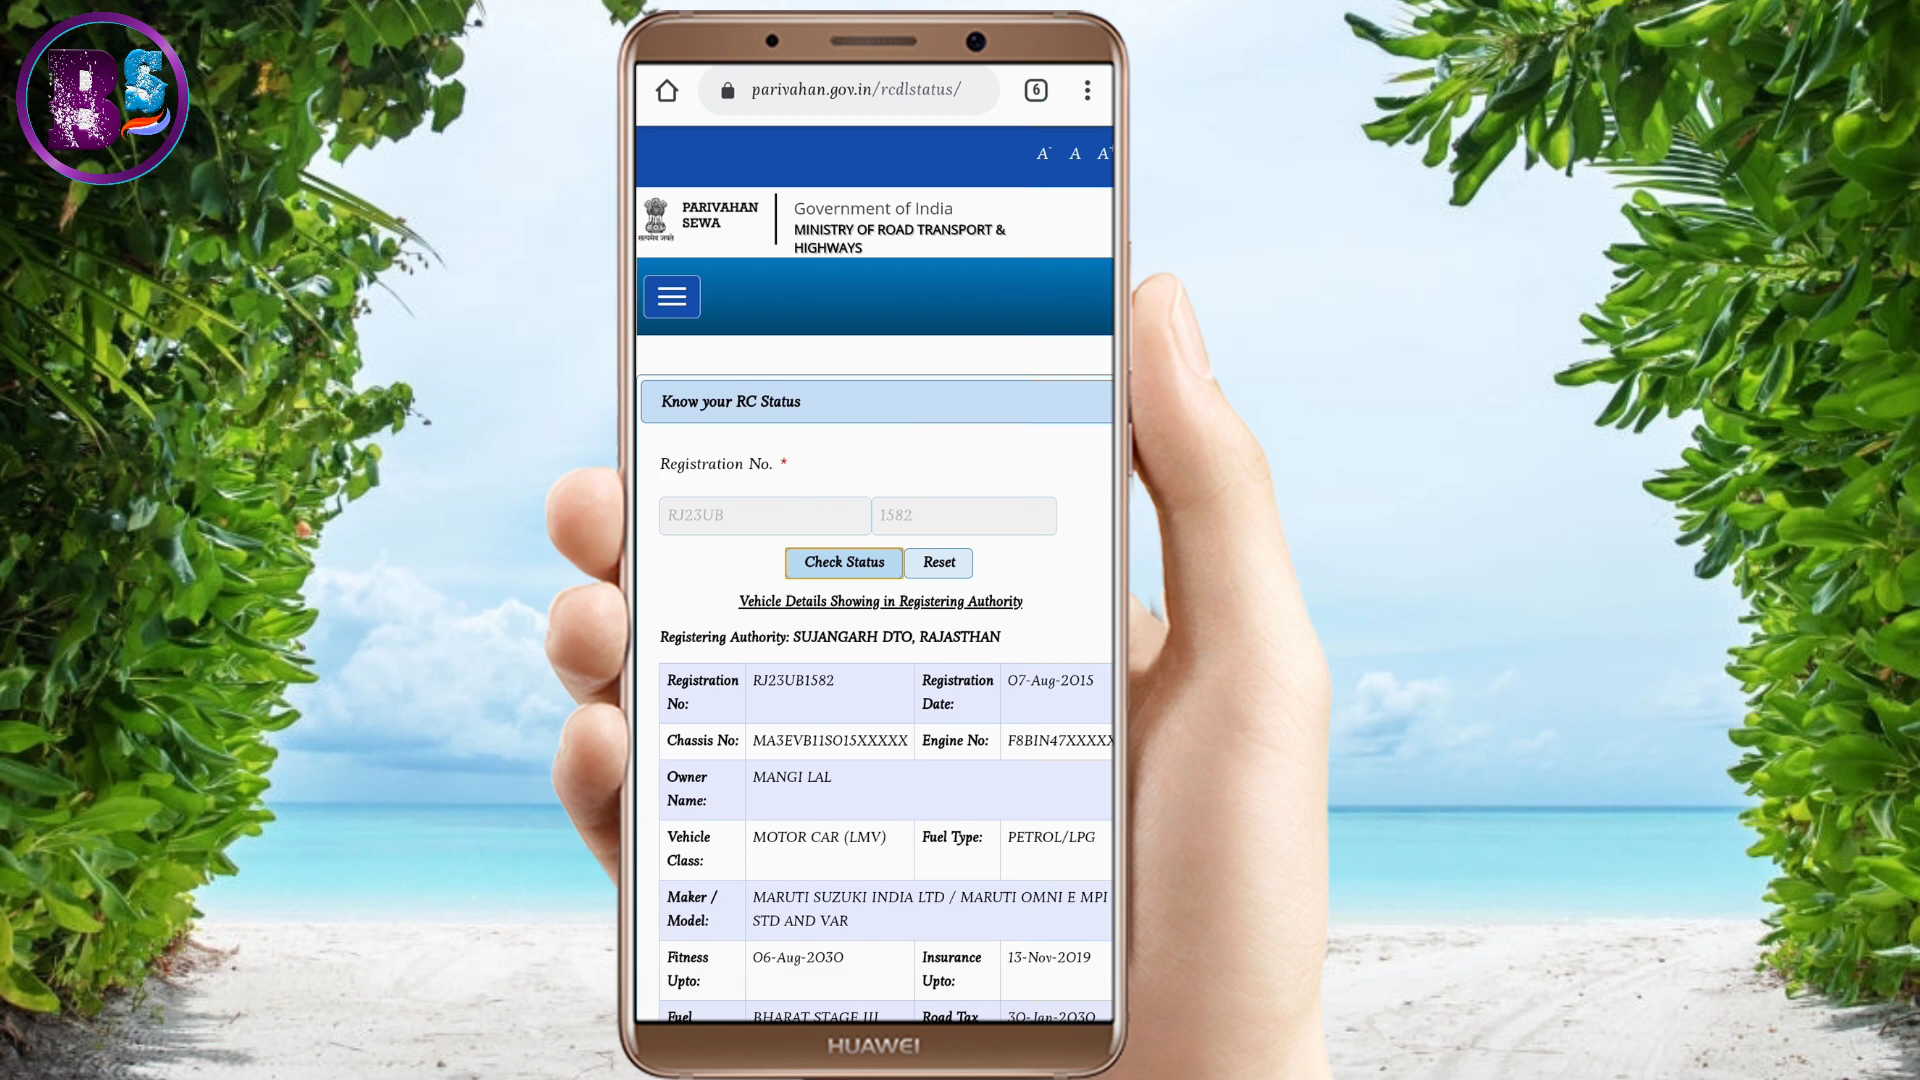 BS
parivahan.gov.in/rcdlstatus/
6
A- A A+
PARIVAHAN
SEWA
सत्यमेव जयते
Government of India
MINISTRY OF ROAD TRANSPORT &
HIGHWAYS
Know your RC Status
Registration No. *
RJ23UB 1582
Check Status Reset
Vehicle Details Showing in Registering Authority
Registering Authority: SUJANGARH DTO, RAJASTHAN
Registration No: RJ23UB1582 Registration Date: 07-Aug-2015
Chassis No: MA3EVB11S015XXXXX Engine No: F8BIN47XXXXX
Owner Name: MANGI LAL
Vehicle Class: MOTOR CAR (LMV) Fuel Type: PETROL/LPG
Maker / Model: MARUTI SUZUKI INDIA LTD / MARUTI OMNI E MPI
STD AND VAR
Fitness Upto: 06-Aug-2030 Insurance Upto: 13-Nov-2019
Fuel BHARAT STAGE III Road Tax 30-Jan-2030
HUAWEI